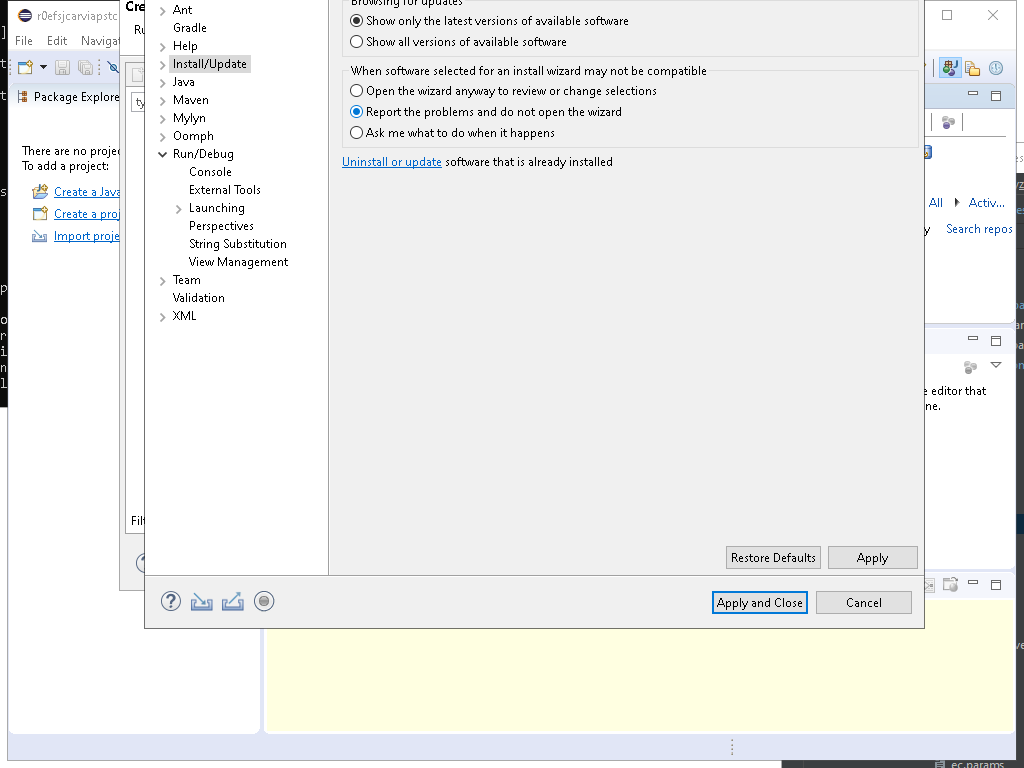 r0efsjcarviapstc
File Edit Navigat
Package Explore
There are no projec
To add a project:
Create a Java
Create a proj
Import proje
Cre
Ru
ty
Filt
Ant
Gradle
Help
Install/Update
Java
Maven
Mylyn
Oomph
Run/Debug
Console
External Tools
Launching
Perspectives
String Substitution
View Management
Team
Validation
XML
Browsing for updates
Show only the latest versions of available software
Show all versions of available software
When software selected for an install wizard may not be compatible
Open the wizard anyway to review or change selections
Report the problems and do not open the wizard
Ask me what to do when it happens
Uninstall or update software that is already installed
Restore Defaults
Apply
Apply and Close
Cancel
All
Activ...
y
Search repos
e editor that
ne.
ec.params